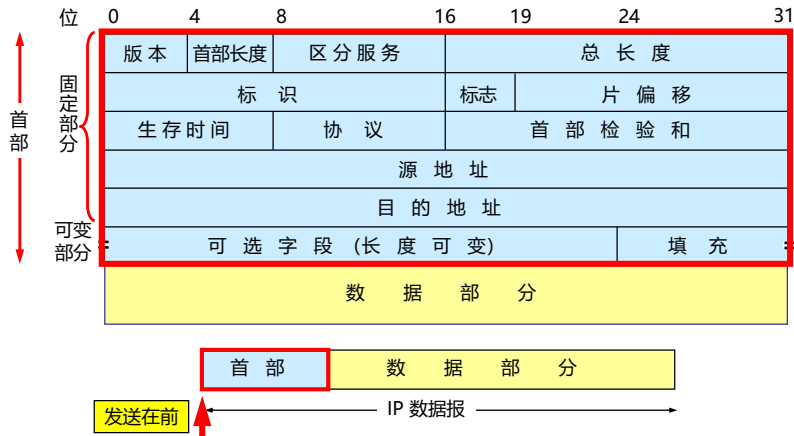 位 0 4 8 16 19 24 31
版 本 首部长度 区 分 服 务 总 长 度
标 识 标志 片 偏 移
生 存 时 间 协 议 首 部 检 验 和
源 地 址
目 的 地 址
可 选 字 段 (长 度 可 变) 填 充
首部
固定部分
可变
部分
数 据 部 分
首 部 数 据 部 分
发送在前
IP 数据报